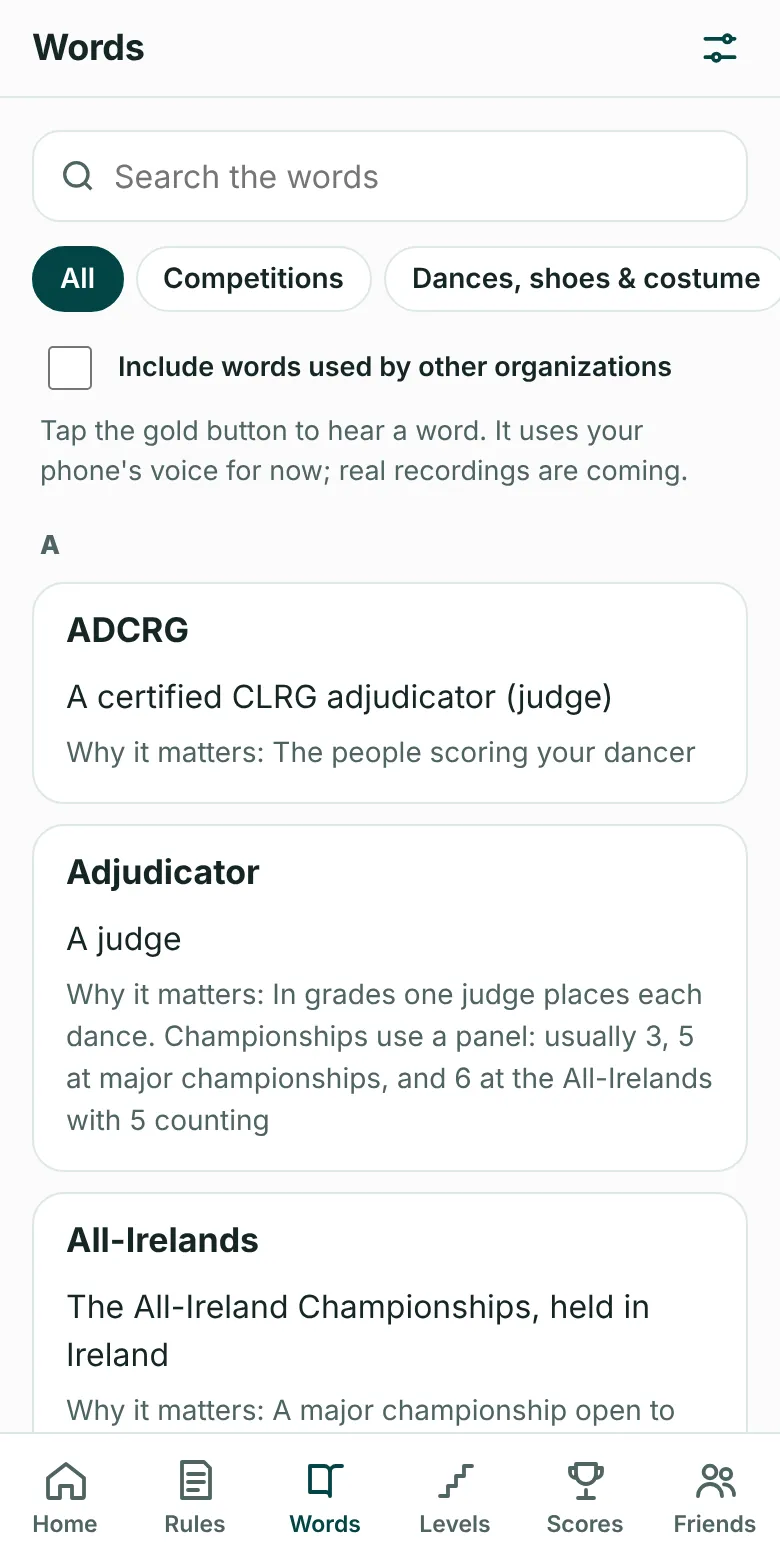 Words
Search the words
All
Competitions
Dances, shoes & costume
Include words used by other organizations
Tap the gold button to hear a word. It uses your
phone's voice for now; real recordings are coming.
A
ADCRG
A certified CLRG adjudicator (judge)
Why it matters: The people scoring your dancer
Adjudicator
A judge
Why it matters: In grades one judge places each
dance. Championships use a panel: usually 3, 5
at major championships, and 6 at the All-Irelands
with 5 counting
All-Irelands
The All-Ireland Championships, held in
Ireland
Why it matters: A major championship open to
Home
Rules
Words
Levels
Scores
Friends